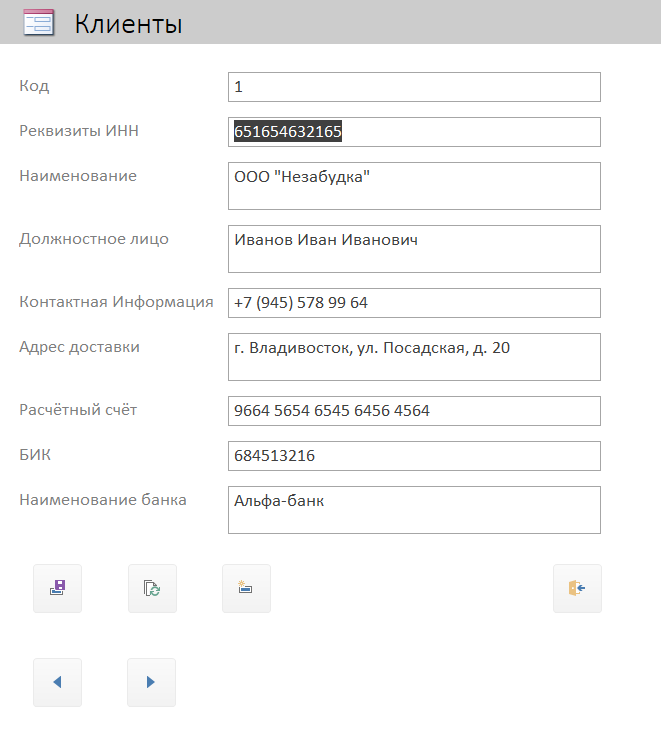 Клиенты
Код
1
Реквизиты ИНН
651654632165
Наименование
ООО "Незабудка"
Должностное лицо
Иванов Иван Иванович
Контактная Информация
+7 (945) 578 99 64
Адрес доставки
г. Владивосток, ул. Посадская, д. 20
Расчётный счёт
9664 5654 6545 6456 4564
БИК
684513216
Наименование банка
Альфа-банк